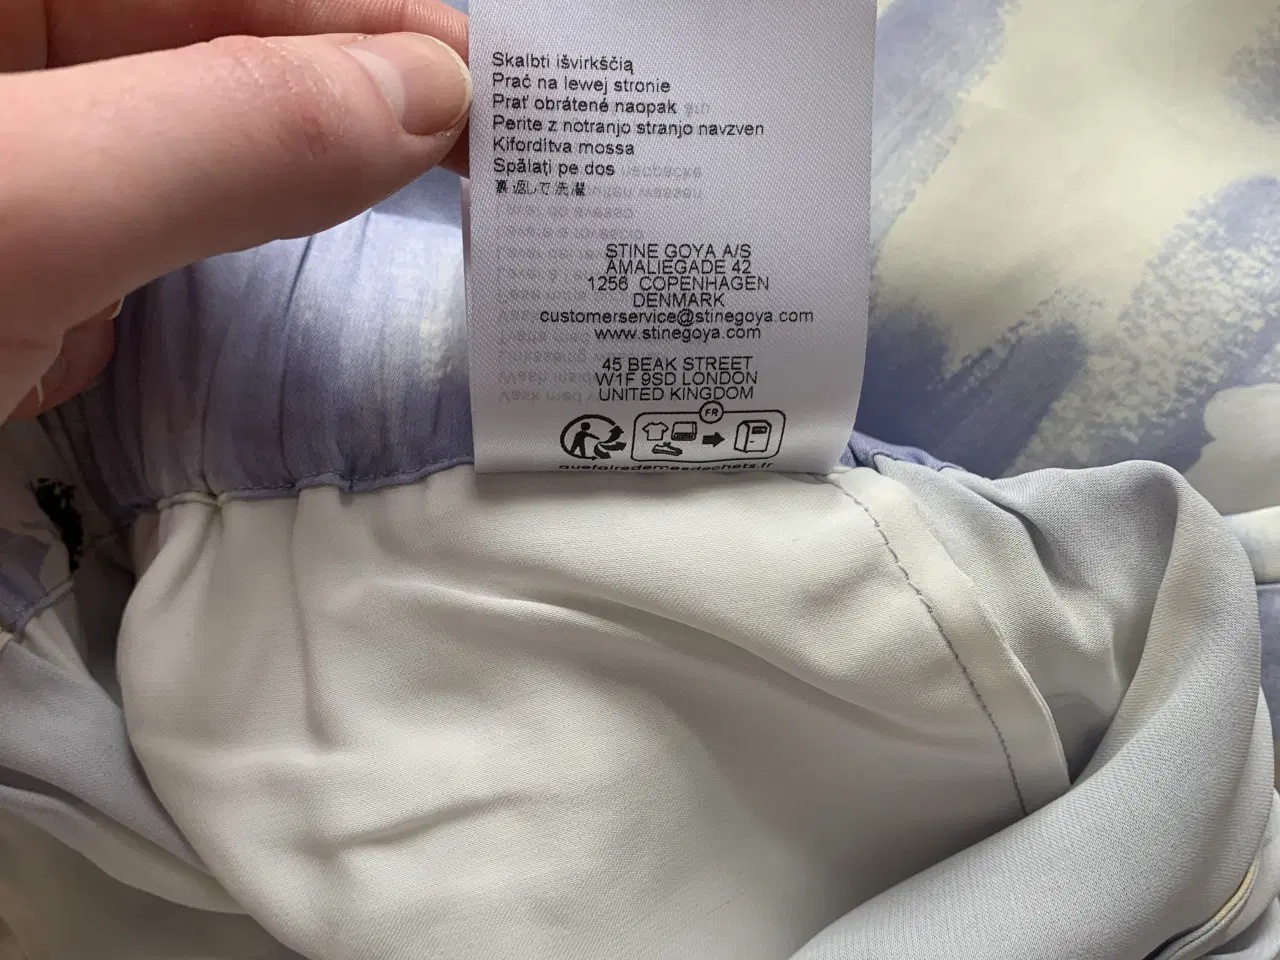 Skalbti išvirkščią
Prać na lewej stronie
Prať obrátené naopak
Perite z notranjo stranjo navzven
Kifordítva mossa
Spălați pe dos
裏返しで洗濯
STINE GOYA A/S
AMALIEGADE 42
1256 COPENHAGEN
DENMARK
customerservice@stinegoya.com
www.stinegoya.com
45 BEAK STREET
W1F 9SD LONDON
UNITED KINGDOM
FR
quefairedemesdechets.fr